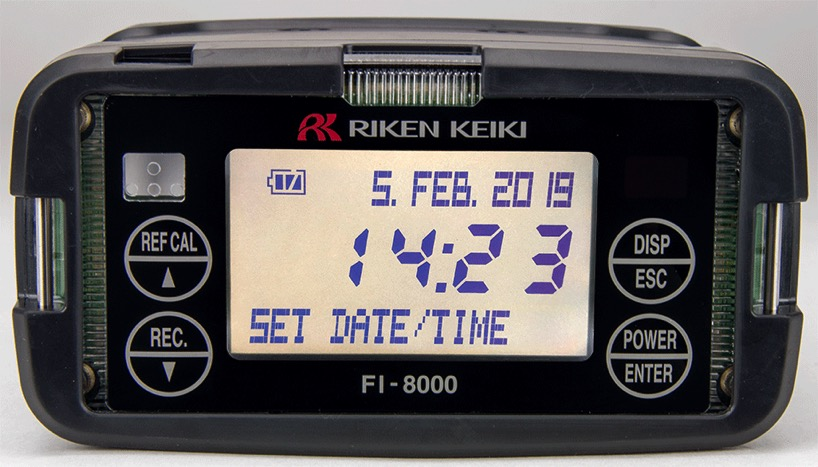 RIKEN KEIKI
5. FEB. 2019
14:23
SET DATE/TIME
REF CAL
REC.
DISP
ESC
POWER
ENTER
FI-8000